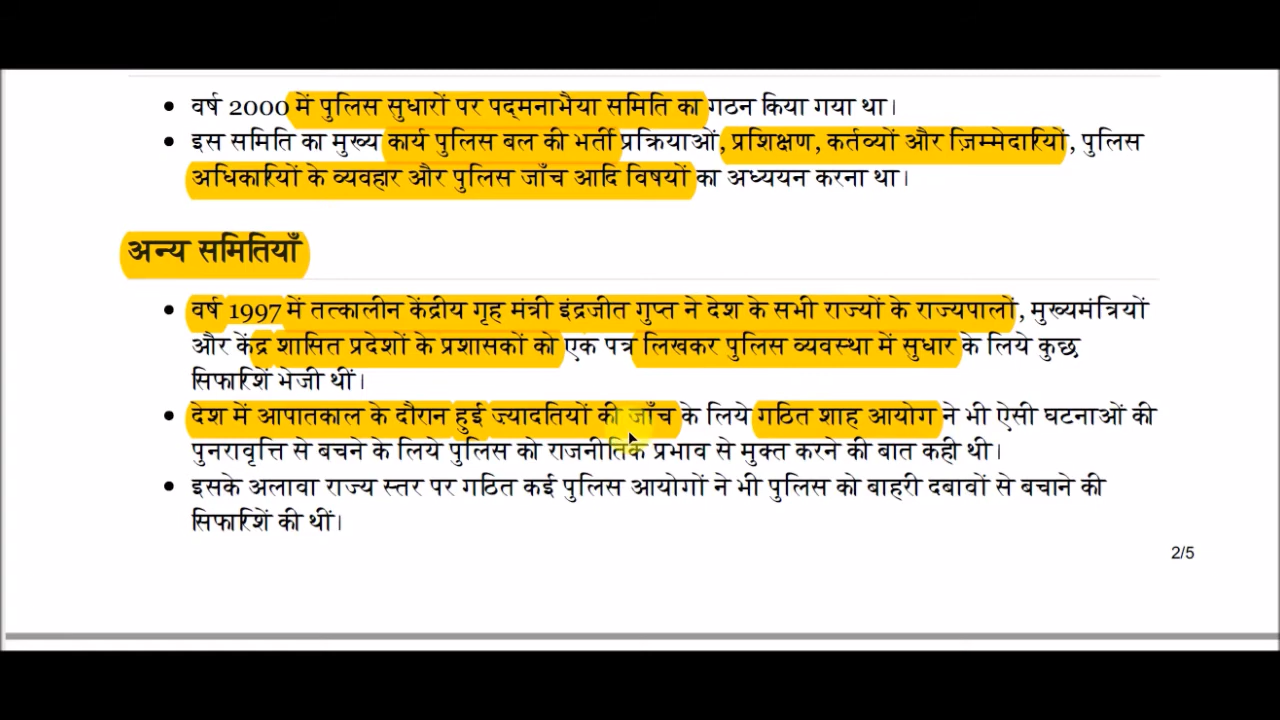 वर्ष 2000 में पुलिस सुधारों पर पद्मनाभैया समिति का गठन किया गया था।
इस समिति का मुख्य कार्य पुलिस बल की भर्ती प्रक्रियाओं, प्रशिक्षण, कर्तव्यों और ज़िम्मेदारियों, पुलिस
अधिकारियों के व्यवहार और पुलिस जाँच आदि विषयों का अध्ययन करना था।
अन्य समितियाँ
वर्ष 1997 में तत्कालीन केंद्रीय गृह मंत्री इंद्रजीत गुप्त ने देश के सभी राज्यों के राज्यपालों, मुख्यमंत्रियों
और केंद्र शासित प्रदेशों के प्रशासकों को एक पत्र लिखकर पुलिस व्यवस्था में सुधार के लिये कुछ
सिफारिशें भेजी थीं।
देश में आपातकाल के दौरान हुई ज्यादतियों की जाँच के लिये गठित शाह आयोग ने भी ऐसी घटनाओं की
पुनरावृत्ति से बचने के लिये पुलिस को राजनीतिक प्रभाव से मुक्त करने की बात कही थी।
इसके अलावा राज्य स्तर पर गठित कई पुलिस आयोगों ने भी पुलिस को बाहरी दबावों से बचाने की
सिफारिशें की थीं।
2/5